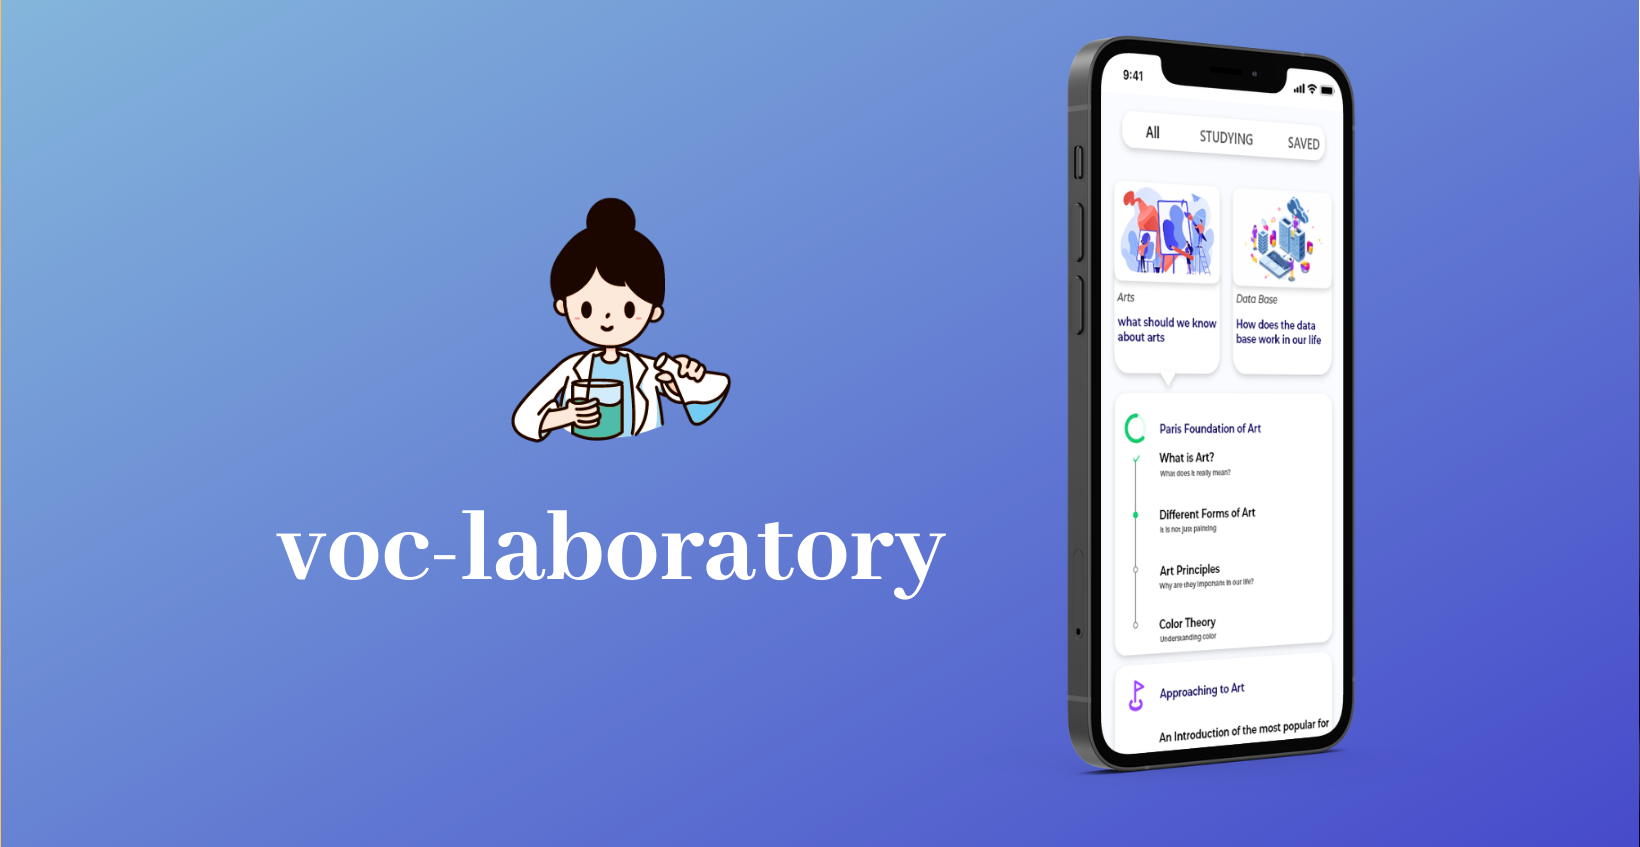 voc-laboratory
9:41
All STUDYING SAVED
Arts
what should we know
about arts
Data Base
How does the data
base work in our life
Paris Foundation of Art
What is Art?
What does it really mean?
Different Forms of Art
It is not just painting
Art Principles
Why are they important in our life?
Color Theory
Understanding color
Approaching to Art
An Introduction of the most popular for